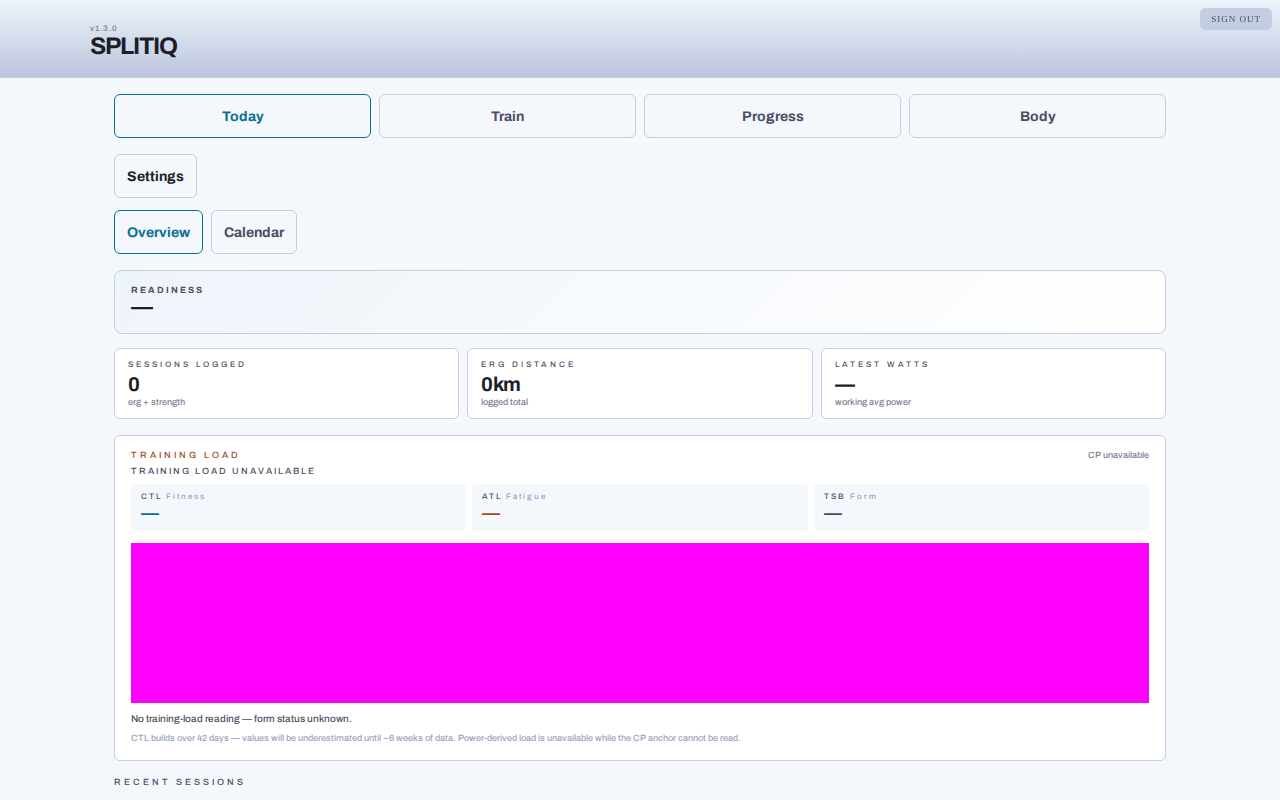 v1.3.0
SPLITIQ
SIGN OUT
Today
Train
Progress
Body
Settings
Overview
Calendar
READINESS
—
SESSIONS LOGGED
0
erg + strength
ERG DISTANCE
0km
logged total
LATEST WATTS
—
working avg power
TRAINING LOAD
CP unavailable
TRAINING LOAD UNAVAILABLE
CTL Fitness
—
ATL Fatigue
—
TSB Form
—
No training-load reading — form status unknown.
CTL builds over 42 days — values will be underestimated until ~6 weeks of data. Power-derived load is unavailable while the CP anchor cannot be read.
RECENT SESSIONS